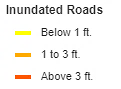 Inundated Roads
Below 1 ft.
1 to 3 ft.
Above 3 ft.